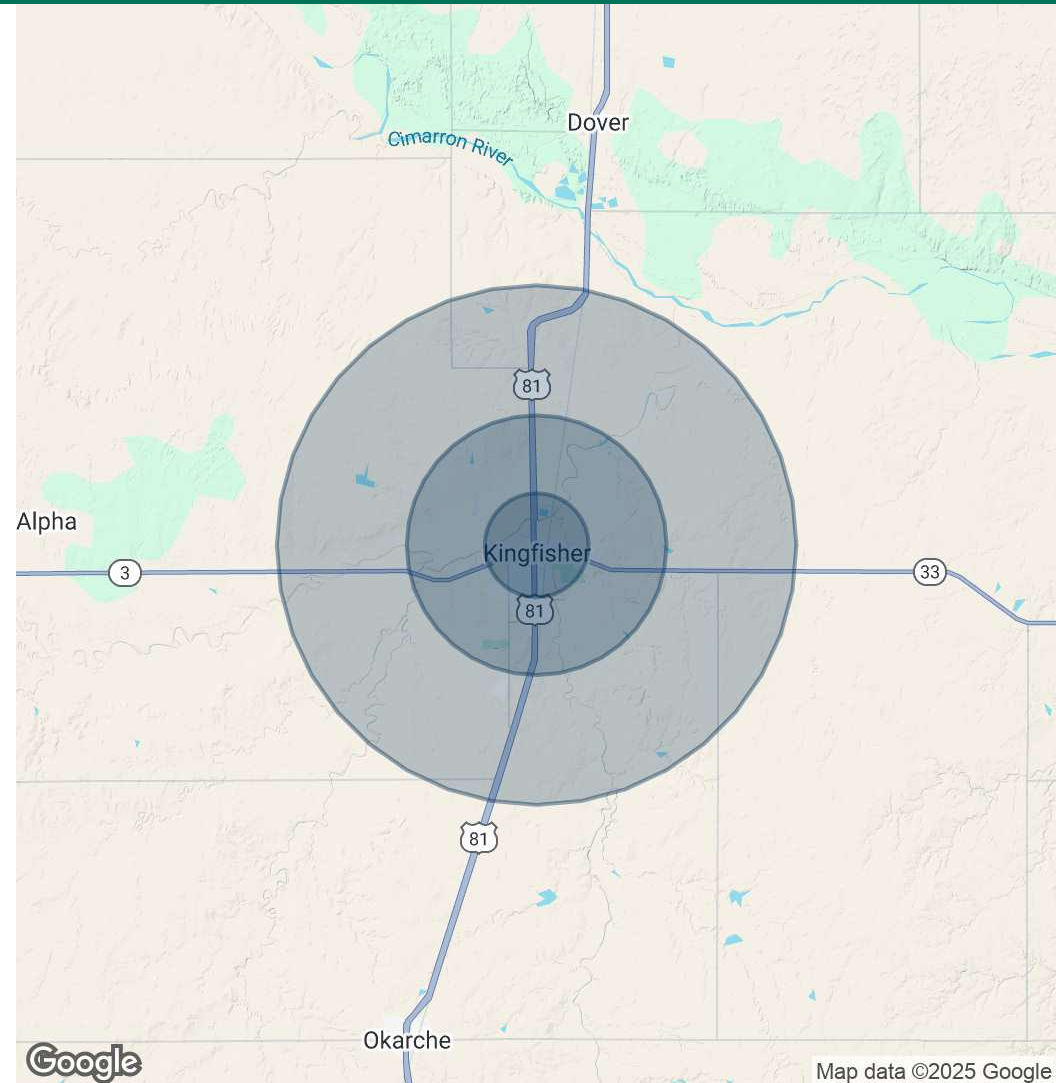 Dover
Cimarron River
81
Alpha
Kingfisher
3
33
81
81
Okarche
Google
Map data ©2025 Google